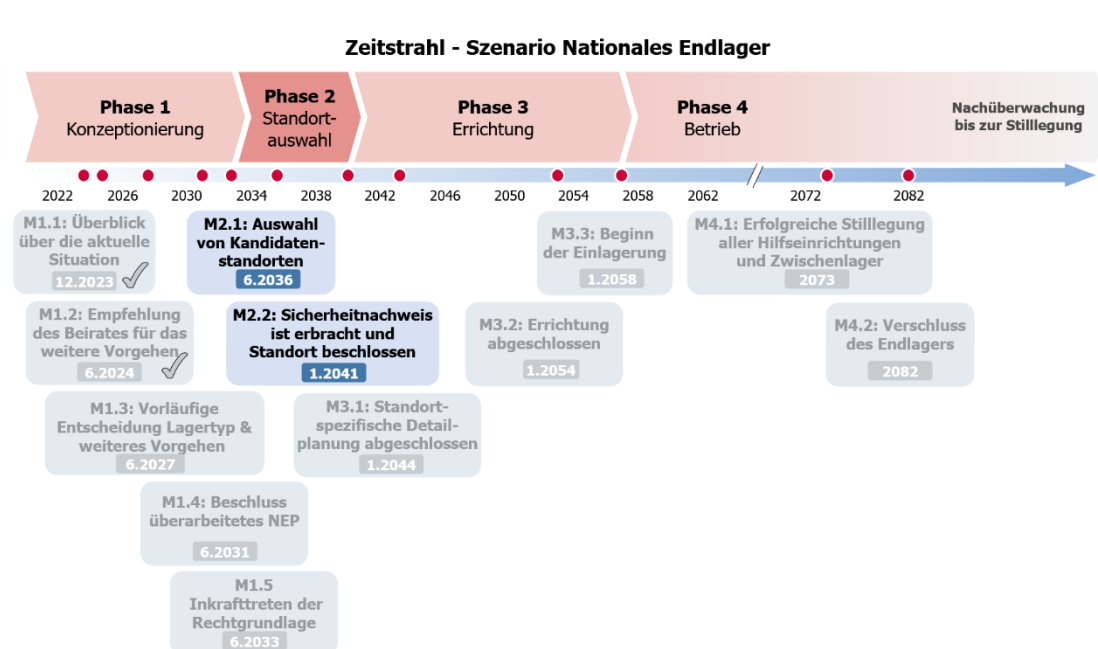 Zeitstrahl - Szenario Nationales Endlager
Phase 1
Konzeptionierung
Phase 2
Standort-
auswahl
Phase 3
Errichtung
Phase 4
Betrieb
Nachüberwachung
bis zur Stilllegung
2022 2026 2030 2034 2038 2042 2046 2050 2054 2058 2062 2072 2082
M1.1: Überblick
über die aktuelle
Situation
12.2023
M2.1: Auswahl
von Kandidaten-
standorten
6.2036
M3.3: Beginn
der Einlagerung
1.2058
M4.1: Erfolgreiche Stilllegung
aller Hilfseinrichtungen
und Zwischenlager
2073
M1.2: Empfehlung
des Beirates für das
weitere Vorgehen
6.2024
M2.2: Sicherheitnachweis
ist erbracht und
Standort beschlossen
1.2041
M3.2: Errichtung
abgeschlossen
1.2054
M4.2: Verschluss
des Endlagers
2082
M1.3: Vorläufige
Entscheidung Lagertyp &
weiteres Vorgehen
6.2027
M3.1: Standort-
spezifische Detail-
planung abgeschlossen
1.2044
M1.4: Beschluss
überarbeitetes NEP
6.2031
M1.5
Inkrafttreten der
Rechtgrundlage
6.2033